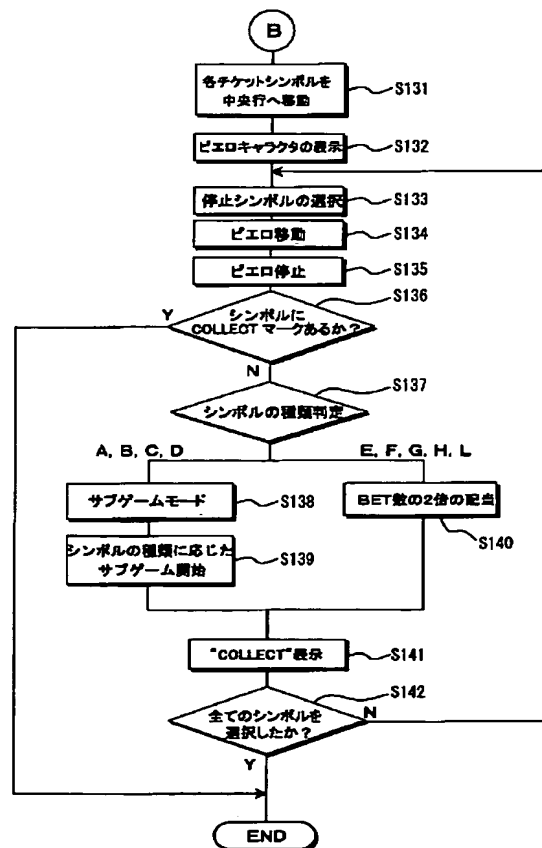 B
各チケットシンボルを
中央行へ移動
S131
ピエロキャラクタの表示
S132
停止シンボルの選択
S133
ピエロ移動
S134
ピエロ停止
S135
S136
Y
シンボルに
COLLECT マークあるか？
N
S137
シンボルの種類判定
A, B, C, D
E, F, G, H, L
サブゲームモード
S138
BET数の2倍の配当
S140
シンボルの種類に応じた
サブゲーム開始
S139
"COLLECT"表示
S141
S142
全てのシンボルを
選択したか？
N
Y
END